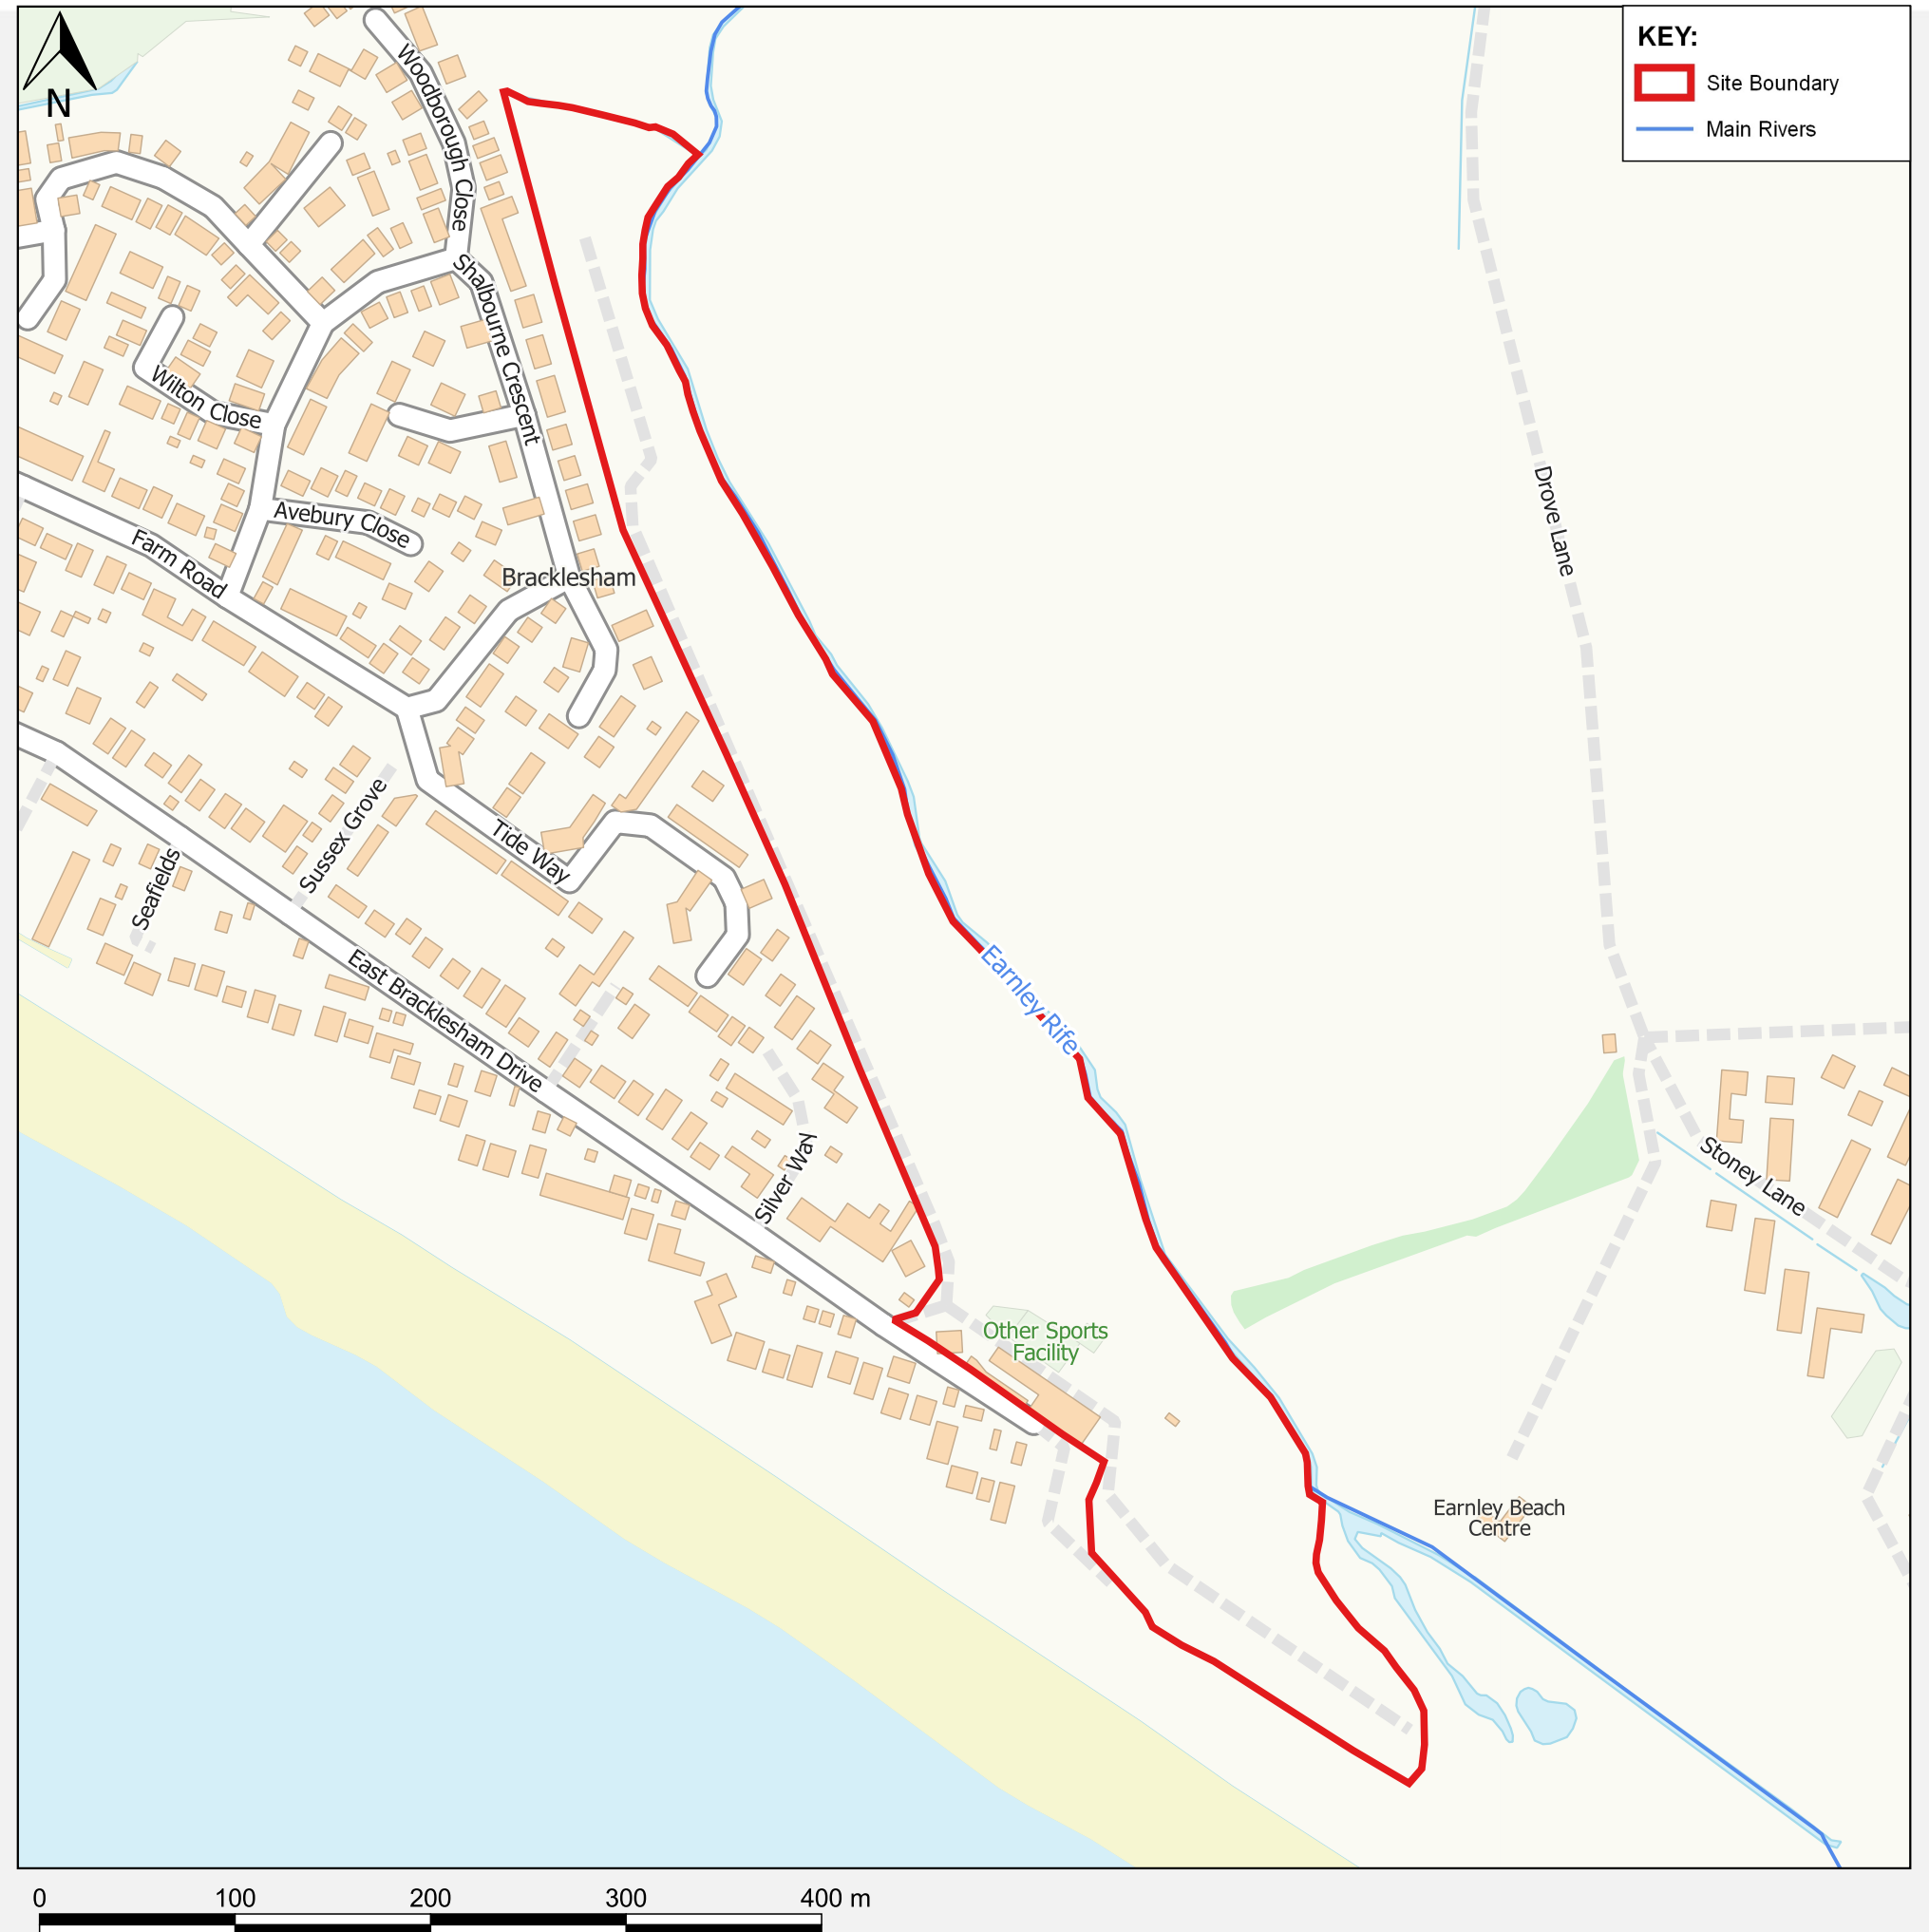 KEY:
Site Boundary
Main Rivers
N
Woodborough Close
Shalbourne Crescent
Wilton Close
Avebury Close
Farm Road
Bracklesham
Drove Lane
Sussex Grove
Tide Way
Seafields
East Bracklesham Drive
Earnley Rife
Silver Way
Stoney Lane
Other Sports
Facility
Earnley Beach
Centre
0 100 200 300 400 m